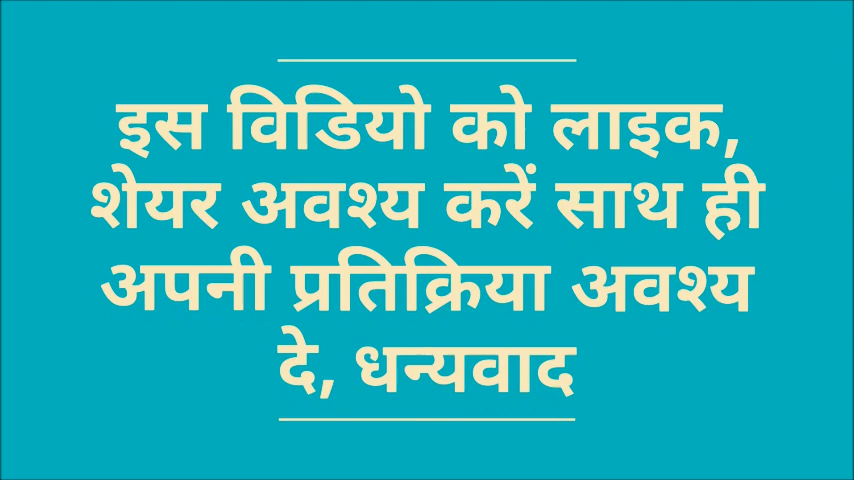 इस विडियो को लाइक,
शेयर अवश्य करें साथ ही
अपनी प्रतिक्रिया अवश्य
दे, धन्यवाद